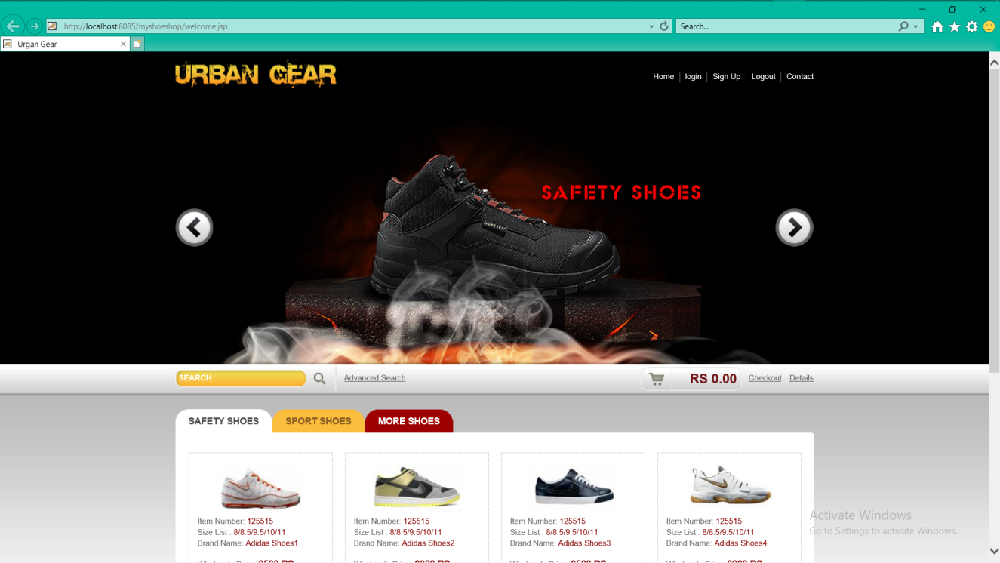 http://localhost:8085/myshoeshop/welcome.jsp
Search...
Urgan Gear
URBAN GEAR
Home login Sign Up Logout Contact
SAFETY SHOES
GORE-TEX
SEARCH
Advanced Search
RS 0.00
Checkout Details
SAFETY SHOES SPORT SHOES MORE SHOES
Item Number: 125515
Size List : 8/8.5/9.5/10/11
Brand Name: Adidas Shoes1
Item Number: 125515
Size List : 8/8.5/9.5/10/11
Brand Name: Adidas Shoes2
Item Number: 125515
Size List : 8/8.5/9.5/10/11
Brand Name: Adidas Shoes3
Item Number: 125515
Size List : 8/8.5/9.5/10/11
Brand Name: Adidas Shoes4
Activate Windows
Go to Settings to activate Windows.